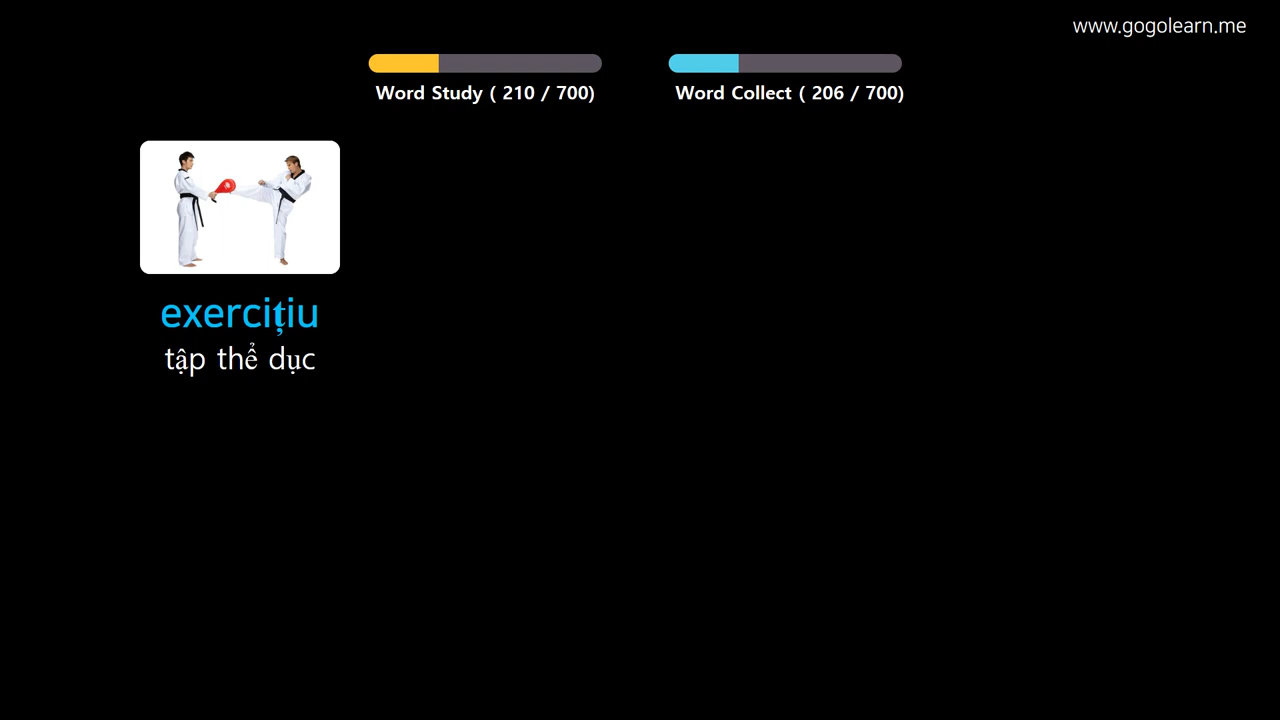 www.gogolearn.me
Word Study ( 210 / 700)
Word Collect ( 206 / 700)
exercițiu
tập thể dục